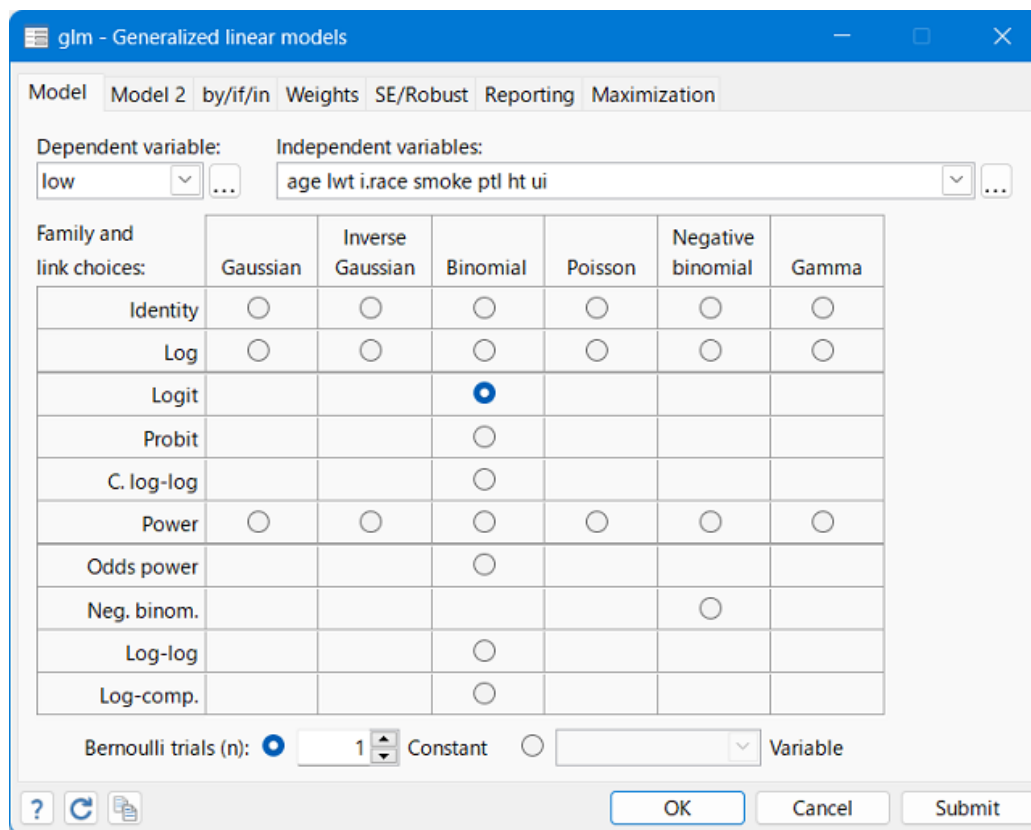 glm - Generalized linear models
Model Model 2 by/if/in Weights SE/Robust Reporting Maximization
Dependent variable: Independent variables:
low ... age lwt i.race smoke ptl ht ui ...
Family and
link choices:
Gaussian
Inverse
Gaussian
Binomial
Poisson
Negative
binomial
Gamma
Identity
Log
Logit
Probit
C. log-log
Power
Odds power
Neg. binom.
Log-log
Log-comp.
Bernoulli trials (n): 1 Constant Variable
? OK Cancel Submit